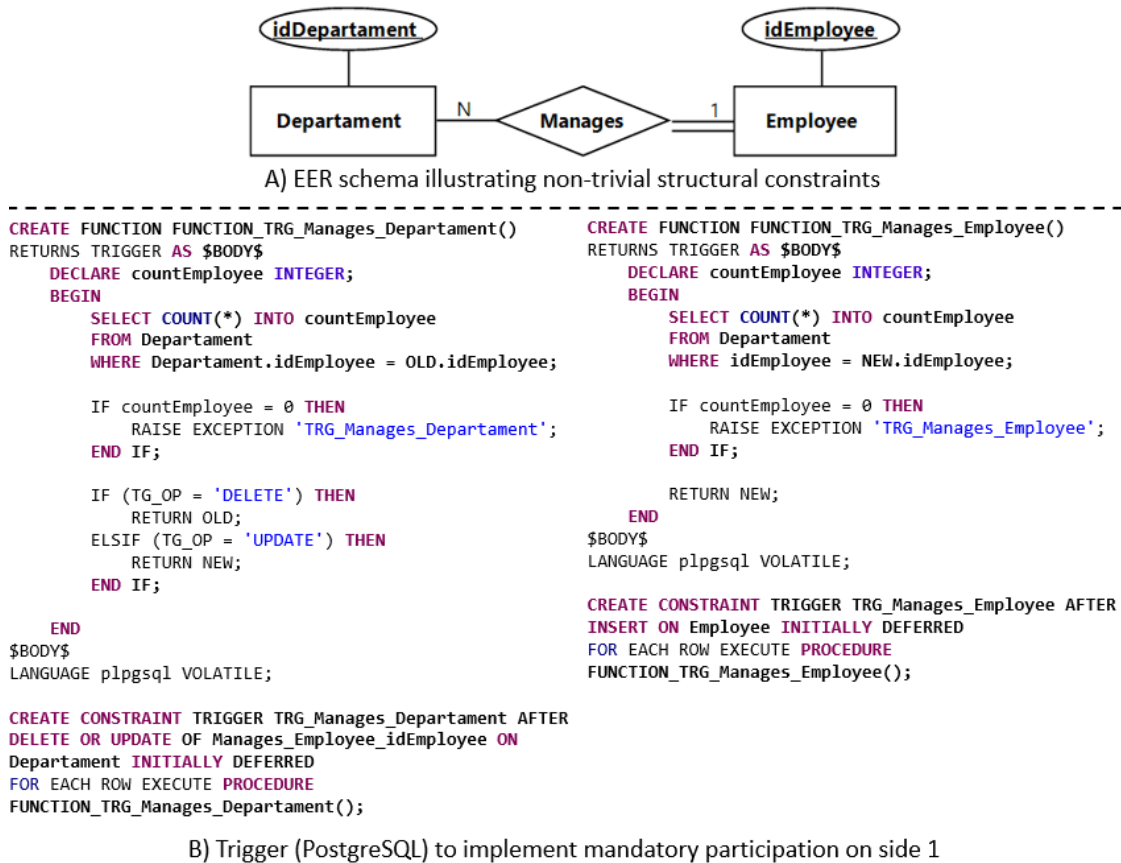 idDepartament
idEmployee
Departament
N
Manages
1
Employee
A) EER schema illustrating non-trivial structural constraints
CREATE FUNCTION FUNCTION_TRG_Manages_Departament()
RETURNS TRIGGER AS $BODY$
DECLARE countEmployee INTEGER;
BEGIN
SELECT COUNT(*) INTO countEmployee
FROM Departament
WHERE Departament.idEmployee = OLD.idEmployee;
IF countEmployee = 0 THEN
RAISE EXCEPTION 'TRG_Manages_Departament';
END IF;
IF (TG_OP = 'DELETE') THEN
RETURN OLD;
ELSIF (TG_OP = 'UPDATE') THEN
RETURN NEW;
END IF;
END
$BODY$
LANGUAGE plpgsql VOLATILE;
CREATE CONSTRAINT TRIGGER TRG_Manages_Departament AFTER
DELETE OR UPDATE OF Manages_Employee_idEmployee ON
Departament INITIALLY DEFERRED
FOR EACH ROW EXECUTE PROCEDURE
FUNCTION_TRG_Manages_Departament();
CREATE FUNCTION FUNCTION_TRG_Manages_Employee()
RETURNS TRIGGER AS $BODY$
DECLARE countEmployee INTEGER;
BEGIN
SELECT COUNT(*) INTO countEmployee
FROM Departament
WHERE idEmployee = NEW.idEmployee;
IF countEmployee = 0 THEN
RAISE EXCEPTION 'TRG_Manages_Employee';
END IF;
RETURN NEW;
END
$BODY$
LANGUAGE plpgsql VOLATILE;
CREATE CONSTRAINT TRIGGER TRG_Manages_Employee AFTER
INSERT ON Employee INITIALLY DEFERRED
FOR EACH ROW EXECUTE PROCEDURE
FUNCTION_TRG_Manages_Employee();
B) Trigger (PostgreSQL) to implement mandatory participation on side 1